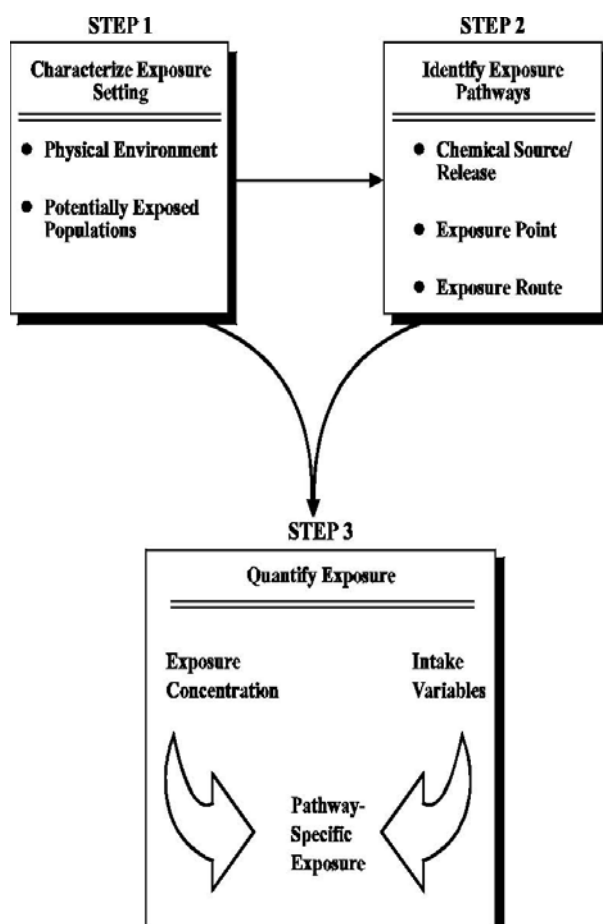 STEP 1
Characterize Exposure
Setting
● Physical Environment
● Potentially Exposed
Populations
STEP 2
Identify Exposure
Pathways
● Chemical Source/
Release
● Exposure Point
● Exposure Route
STEP 3
Quantify Exposure
Exposure
Concentration
Intake
Variables
Pathway-
Specific
Exposure